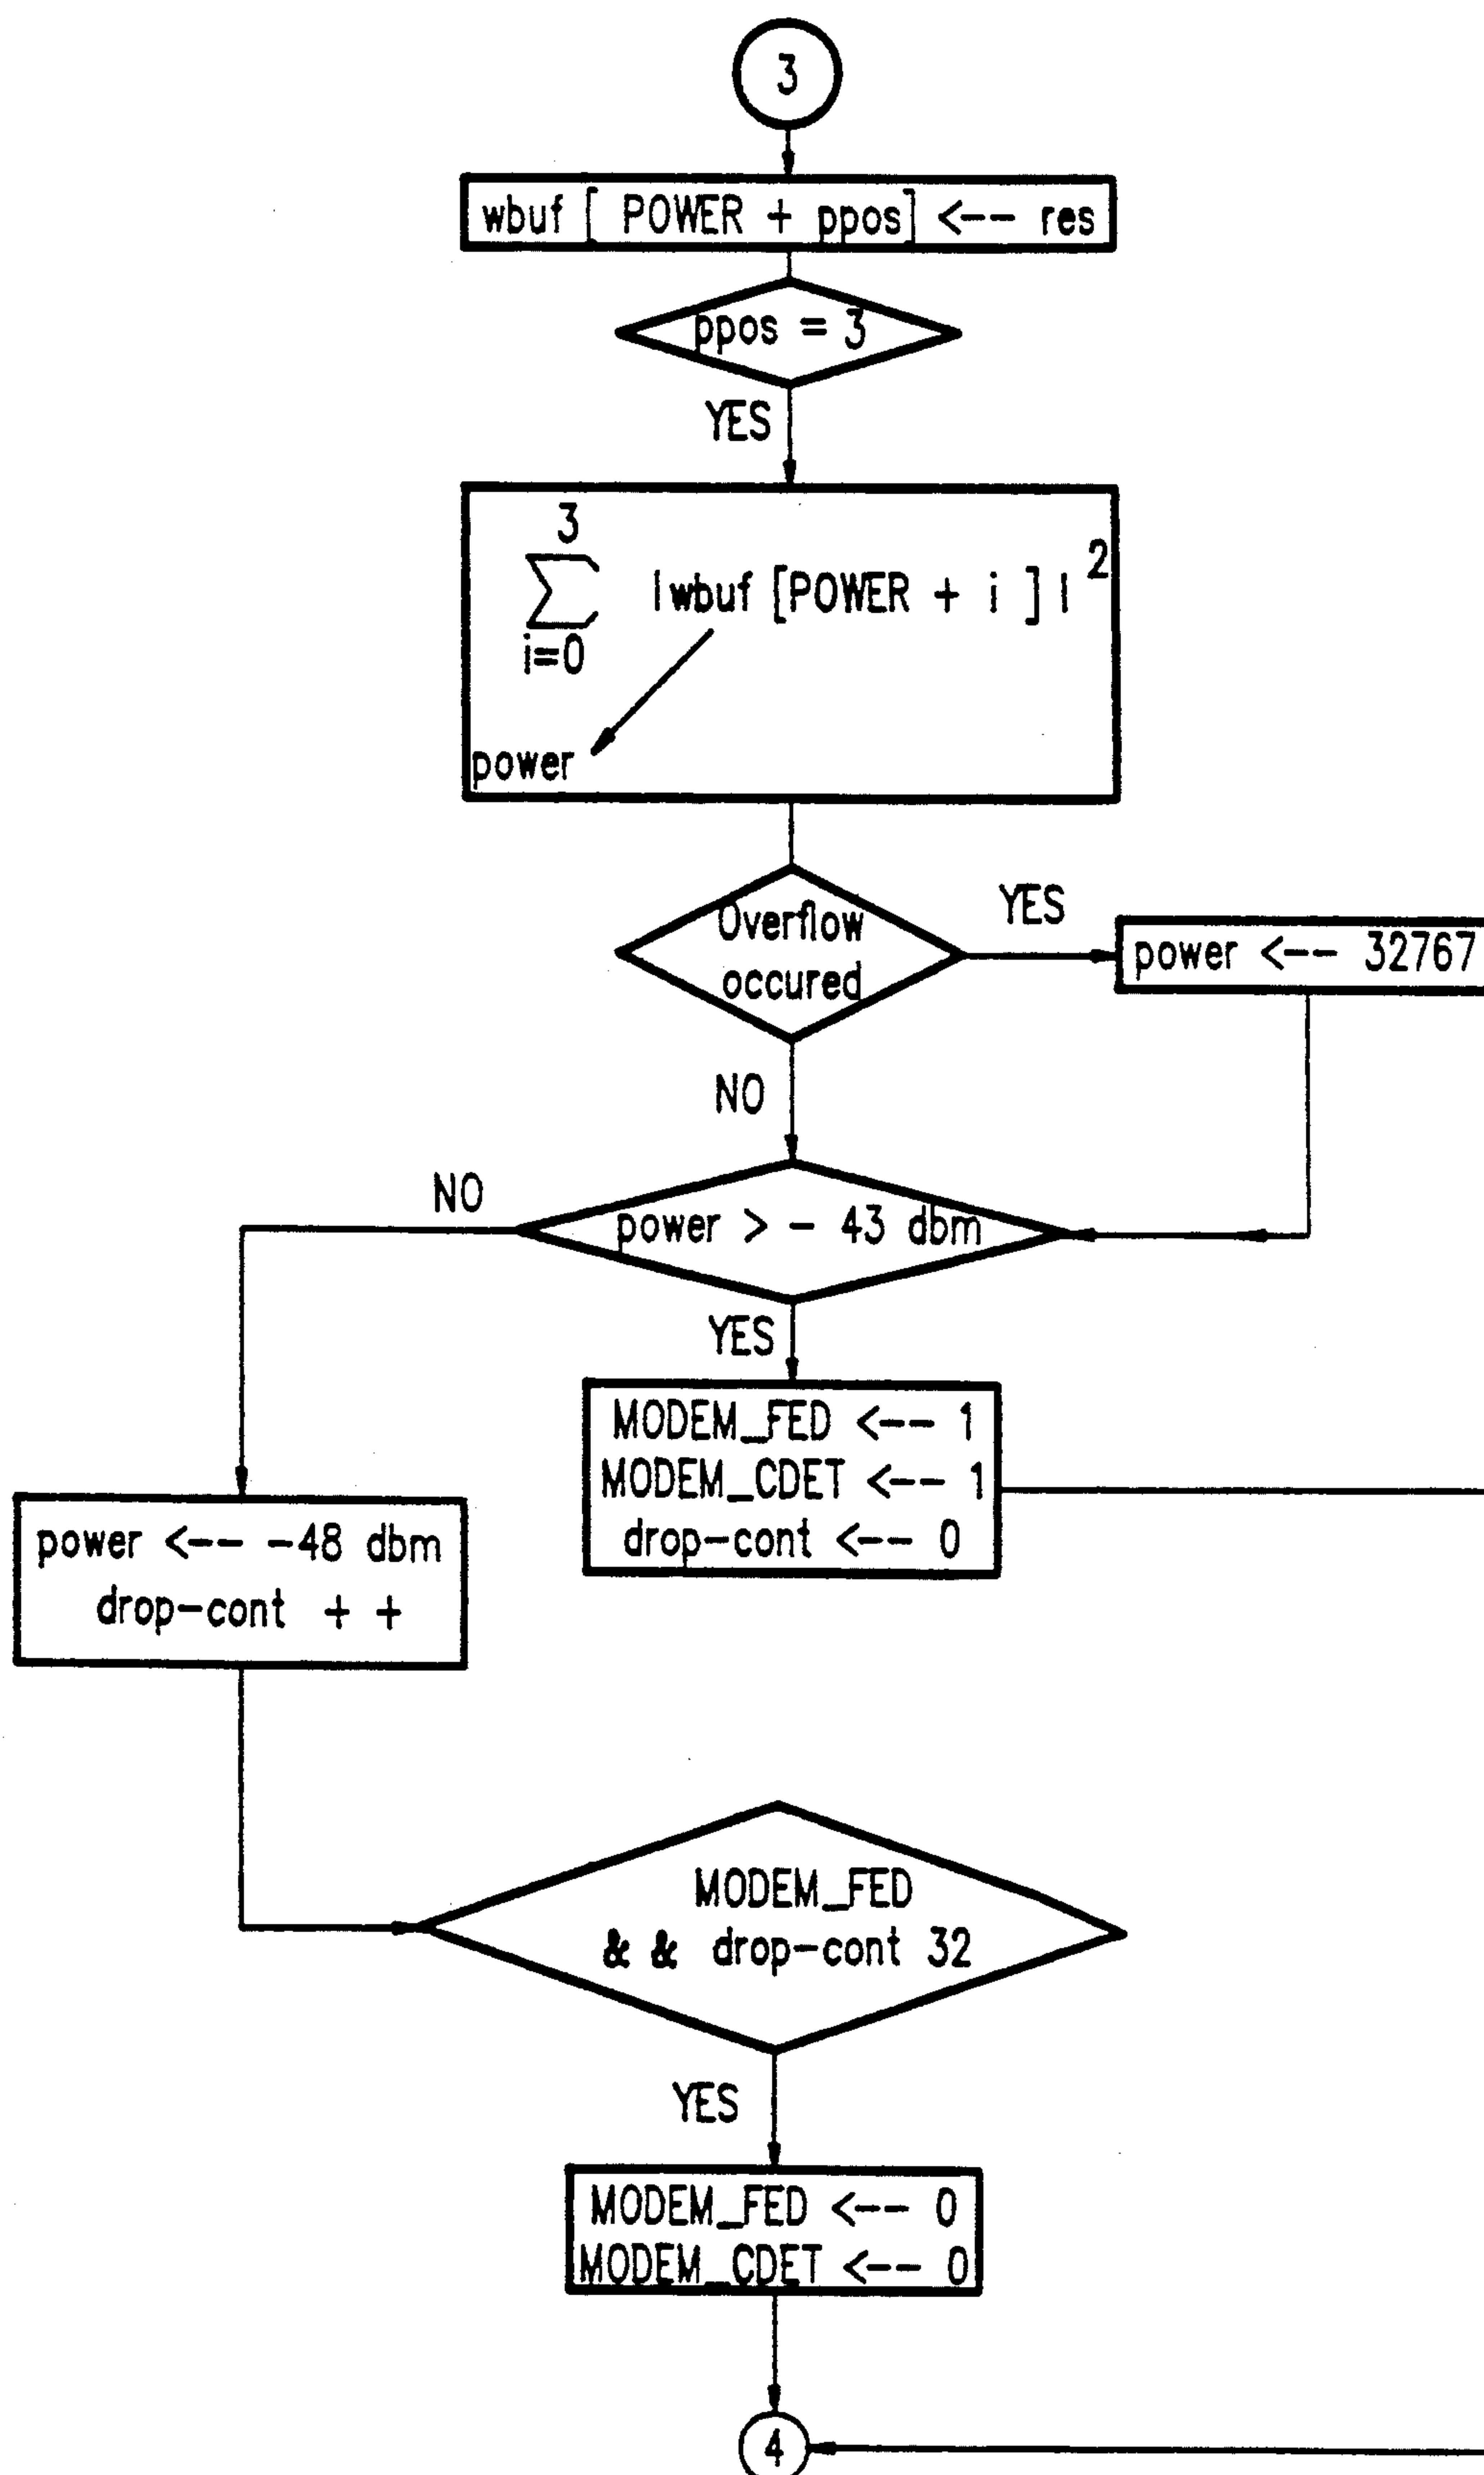 3
wbuf [ POWER + ppos] <-- res
ppos = 3
YES
3
∑ |wbuf [POWER + i ] | 2
i=0
power
Overflow
occured
YES
power <-- 32767
NO
NO
power > - 43 dbm
YES
MODEM_FED <-- 1
MODEM_CDET <-- 1
drop-cont <-- 0
power <-- -48 dbm
drop-cont + +
MODEM_FED
& & drop-cont 32
YES
MODEM_FED <-- 0
MODEM_CDET <-- 0
4